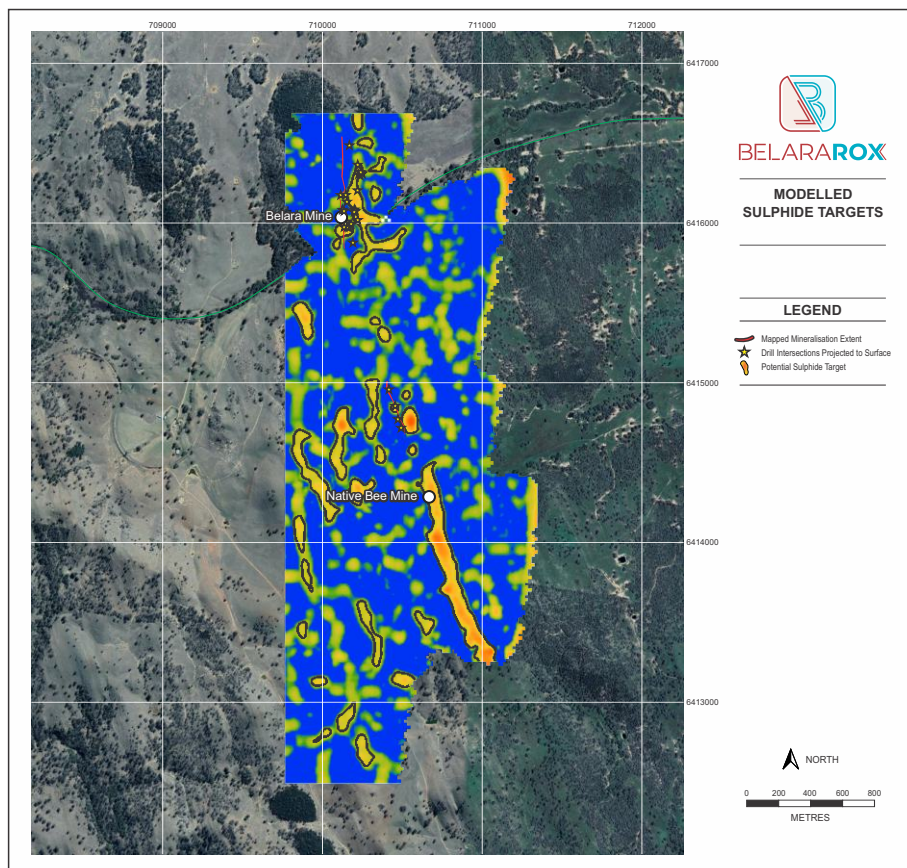 709000
710000
711000
712000
6417000
6416000
6415000
6414000
6413000
Belara Mine
Native Bee Mine
BELARAROX
MODELLED
SULPHIDE TARGETS
LEGEND
Mapped Mineralisation Extent
Drill Intersections Projected to Surface
Potential Sulphide Target
NORTH
0 200 400 600 800
METRES